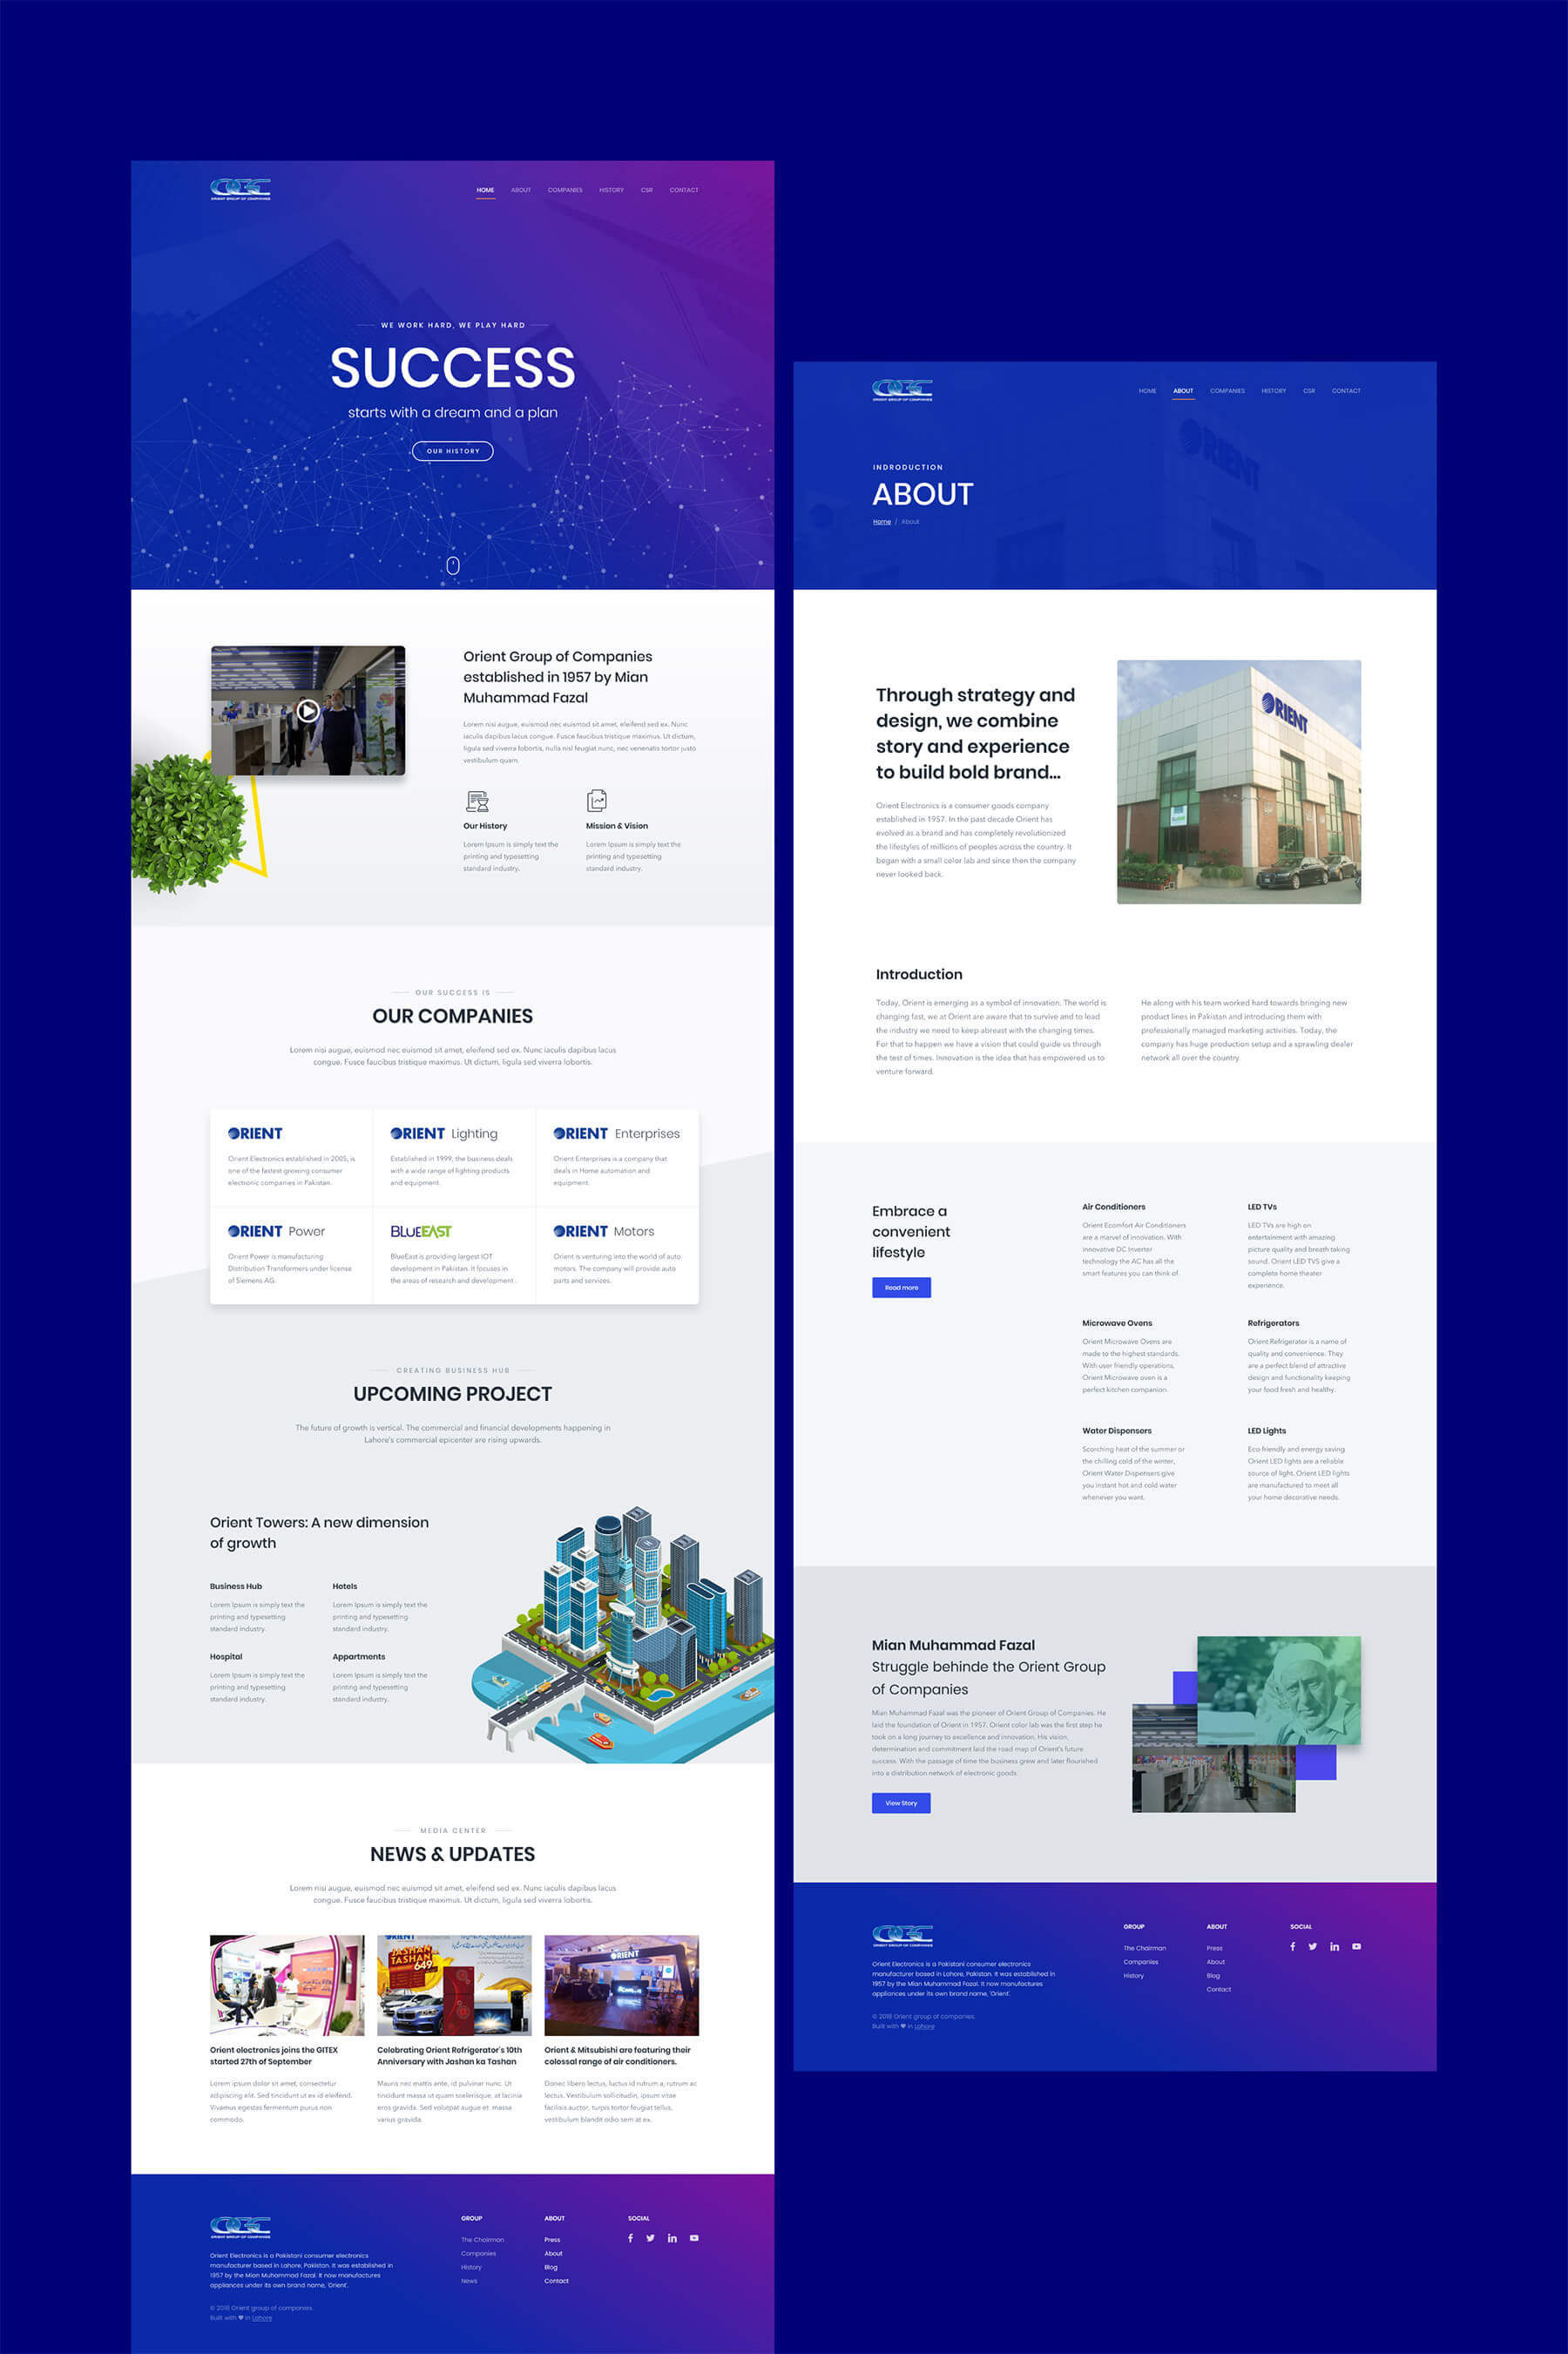 ORIENT GROUP OF COMPANIES
HOME ABOUT COMPANIES HISTORY CSR CONTACT
WE WORK HARD, WE PLAY HARD
SUCCESS
starts with a dream and a plan
OUR HISTORY
Orient Group of Companies
established in 1957 by Mian
Muhammad Fazal
Lorem nisi augue, euismod nec euismod sit amet, eleifend sed ex. Nunc
iaculis dapibus lacus congue. Fusce faucibus tristique maximus. Ut dictum,
ligula sed viverra lobortis, nulla nisl feugiat nunc, nec venenatis tortor justo
vestibulum quam.
Our History
Lorem Ipsum is simply text the
printing and typesetting
standard industry.
Mission & Vision
Lorem Ipsum is simply text the
printing and typesetting
standard industry.
OUR SUCCESS IS
OUR COMPANIES
Lorem nisi augue, euismod nec euismod sit amet, eleifend sed ex. Nunc iaculis dapibus lacus
congue. Fusce faucibus tristique maximus. Ut dictum, ligula sed viverra lobortis.
ORIENT
Orient Electronics established in 2005, is
one of the fastest growing consumer
electronic companies in Pakistan.
ORIENT Lighting
Established in 1999, the business deals
with a wide range of lighting products
and equipment.
ORIENT Enterprises
Orient Enterprises is a company that
deals in Home automation and
equipment.
ORIENT Power
Orient Power is manufacturing
Distribution Transformers under license
of Siemens AG.
BLUEEAST
BlueEast is providing largest IOT
development in Pakistan. It focuses in
the areas of research and development .
ORIENT Motors
Orient is venturing into the world of auto
motors. The company will provide auto
parts and services.
CREATING BUSINESS HUB
UPCOMING PROJECT
The future of growth is vertical. The commercial and financial developments happening in
Lahore's commercial epicenter are rising upwards.
Orient Towers: A new dimension
of growth
Business Hub
Lorem Ipsum is simply text the
printing and typesetting
standard industry.
Hotels
Lorem Ipsum is simply text the
printing and typesetting
standard industry.
Hospital
Lorem Ipsum is simply text the
printing and typesetting
standard industry.
Appartments
Lorem Ipsum is simply text the
printing and typesetting
standard industry.
MEDIA CENTER
NEWS & UPDATES
Lorem nisi augue, euismod nec euismod sit amet, eleifend sed ex. Nunc iaculis dapibus lacus
congue. Fusce faucibus tristique maximus. Ut dictum, ligula sed viverra lobortis.
ORIENT
JASHAN
TASHAN
649
ORIENT
Orient electronics joins the GITEX
started 27th of September
Lorem ipsum dolor sit amet, consectetur
adipiscing elit. Sed tincidunt ut ex id eleifend.
Vivamus egestas fermentum purus non
commodo.
Celebrating Orient Refrigerator's 10th
Anniversary with Jashan ka Tashan
Mauris nec mattis ante, id pulvinar nunc. Ut
tincidunt massa ut quam scelerisque, at lacinia
eros gravida. Sed volutpat augue et massa
varius gravida.
Orient & Mitsubishi are featuring their
colossal range of air conditioners.
Donec libero lectus, luctus id rutrum a, rutrum ac
lectus. Vestibulum sollicitudin, ipsum vitae
facilisis auctor, turpis tortor feugiat tellus,
vestibulum blandit odio sem at ex.
ORIENT GROUP OF COMPANIES
Orient Electronics is a Pakistani consumer electronics
manufacturer based in Lahore, Pakistan. It was established in
1957 by the Mian Muhammad Fazal. It now manufactures
appliances under its own brand name, 'Orient'.
© 2018 Orient group of companies.
Built with ♥ in Lahore
GROUP
The Chairman
Companies
History
News
ABOUT
Press
About
Blog
Contact
SOCIAL
ORIENT GROUP OF COMPANIES
HOME ABOUT COMPANIES HISTORY CSR CONTACT
ORIENT
INDRODUCTION
ABOUT
Home / About
Through strategy and
design, we combine
story and experience
to build bold brand...
Orient Electronics is a consumer goods company
established in 1957. In the past decade Orient has
evolved as a brand and has completely revolutionized
the lifestyles of millions of peoples across the country. It
began with a small color lab and since then the company
never looked back.
ORIENT
Introduction
Today, Orient is emerging as a symbol of innovation. The world is
changing fast, we at Orient are aware that to survive and to lead
the industry we need to keep abreast with the changing times.
For that to happen we have a vision that could guide us through
the test of times. Innovation is the idea that has empowered us to
venture forward.
He along with his team worked hard towards bringing new
product lines in Pakistan and introducing them with
professionally managed marketing activities. Today, the
company has huge production setup and a sprawling dealer
network all over the country.
Embrace a
convenient
lifestyle
Read more
Air Conditioners
Orient Ecomfort Air Conditioners
are a marvel of innovation. With
innovative DC Inverter
technology the AC has all the
smart features you can think of.
LED TVs
LED TVs are high on
entertainment with amazing
picture quality and breath taking
sound. Orient LED TVS give a
complete home theater
experience.
Microwave Ovens
Orient Microwave Ovens are
made to the highest standards.
With user friendly operations,
Orient Microwave oven is a
perfect kitchen companion.
Refrigerators
Orient Refrigerator is a name of
quality and convenience. They
are a perfect blend of attractive
design and functionality keeping
your food fresh and healthy.
Water Dispensers
Scorching heat of the summer or
the chilling cold of the winter,
Orient Water Dispensers give
you instant hot and cold water
whenever you want.
LED Lights
Eco-friendly and energy saving
Orient LED lights are a reliable
source of light. Orient LED lights
are manufactured to meet all
your home decorative needs.
Mian Muhammad Fazal
Struggle behinde the Orient Group
of Companies
Mian Muhammad Fazal was the pioneer of Orient Group of Companies. He
laid the foundation of Orient in 1957. Orient color lab was the first step he
took on a long journey to excellence and innovation. His vision,
determination and commitment laid the road map of Orient's future
success. With the passage of time the business grew and later flourished
into a distribution network of electronic goods.
View Story
ORIENT GROUP OF COMPANIES
Orient Electronics is a Pakistani consumer electronics
manufacturer based in Lahore, Pakistan. It was established in
1957 by the Mian Muhammad Fazal. It now manufactures
appliances under its own brand name, 'Orient'.
© 2018 Orient group of companies.
Built with ♥ in Lahore
GROUP
The Chairman
Companies
History
ABOUT
Press
About
Blog
Contact
SOCIAL